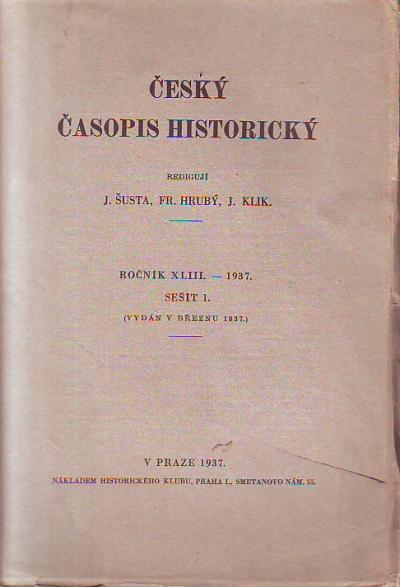 ČESKÝ
ČASOPIS HISTORICKÝ
REDIGUJÍ
J. ŠUSTA, FR. HRUBÝ, J. KLIK.
ROČNÍK XLIII. — 1937.
SEŠIT 1.
(VYDÁN V BŘEZNU 1937.)
V PRAZE 1937.
NÁKLADEM HISTORICKÉHO KLUBU, PRAHA I., SMETANOVO NÁM. 55.